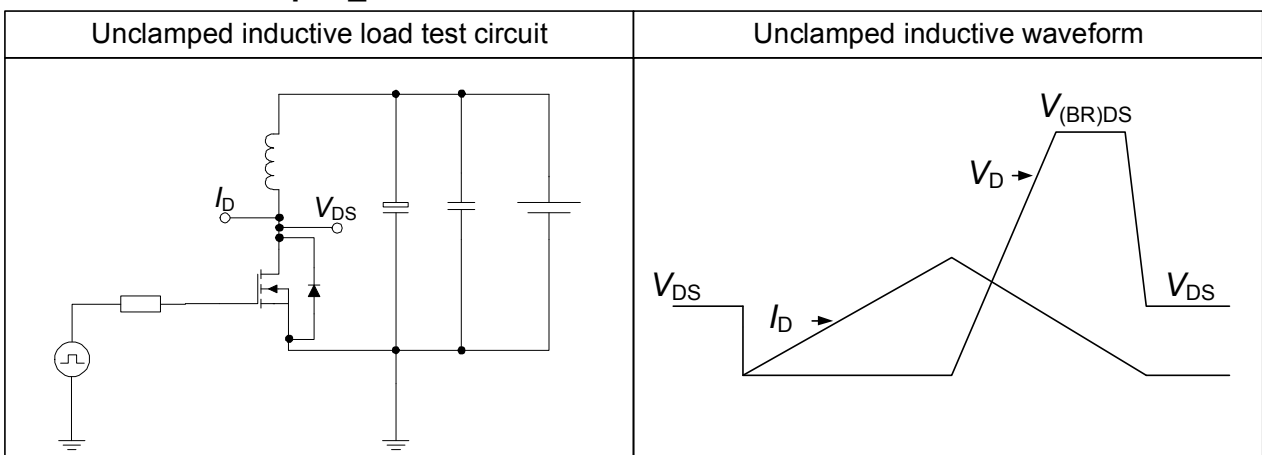 Unclamped inductive load test circuit
Unclamped inductive waveform
I_D
V_DS
V_(BR)DS
V_D
V_DS
I_D
V_DS